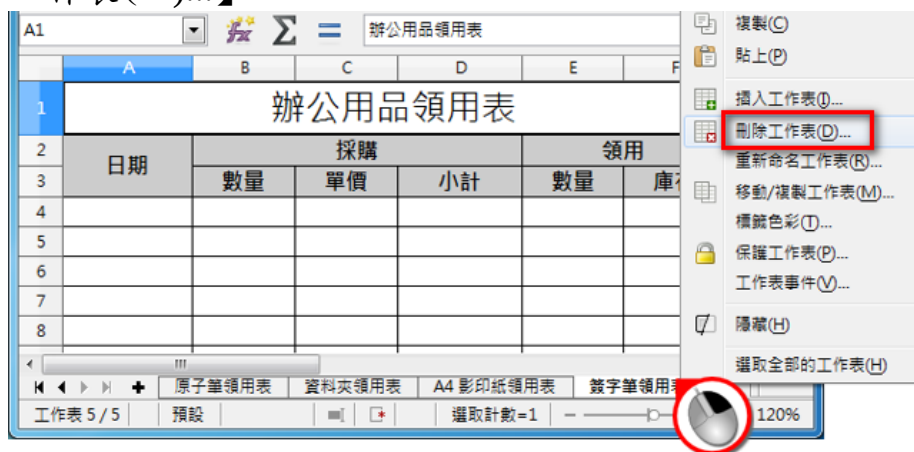 A1 辦公用品領用表
複製(C)
貼上(P)
A B C D E F
1 辦公用品領用表
插入工作表(I)...
刪除工作表(D)...
2 日期 採購 領用
重新命名工作表(R)...
3 數量 單價 小計 數量
移動/複製工作表(M)...
4
標籤色彩(T)...
5
保護工作表(P)...
6
工作表事件(V)...
7
8
隱藏(H)
選取全部的工作表(H)
原子筆領用表 資料夾領用表 A4 影印紙領用表 簽字筆領用
工作表 5 / 5 預設 選取計數=1 120%